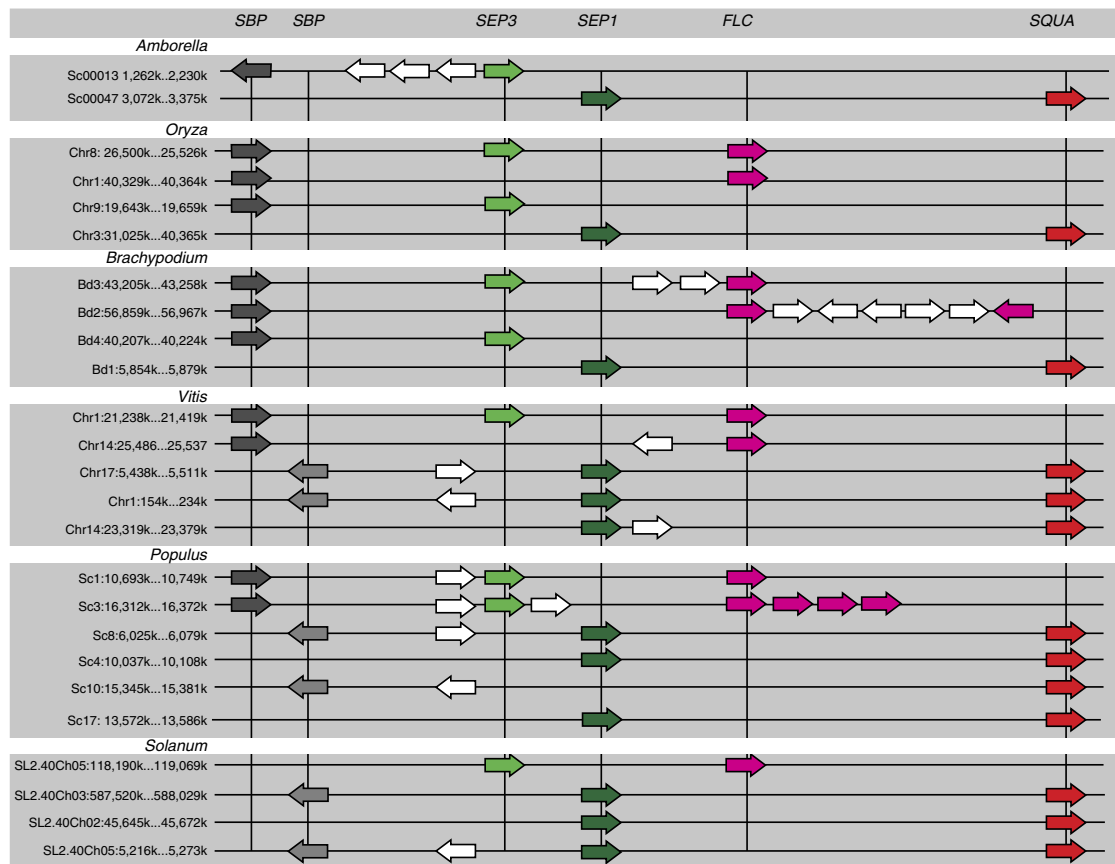 SBP SBP SEP3 SEP1 FLC SQUA
Amborella
Sc00013 1,262k..2,230k
Sc00047 3,072k..3,375k
Oryza
Chr8: 26,500k...25,526k
Chr1:40,329k...40,364k
Chr9:19,643k...19,659k
Chr3:31,025k...40,365k
Brachypodium
Bd3:43,205k...43,258k
Bd2:56,859k...56,967k
Bd4:40,207k...40,224k
Bd1:5,854k...5,879k
Vitis
Chr1:21,238k...21,419k
Chr14:25,486...25,537
Chr17:5,438k...5,511k
Chr1:154k...234k
Chr14:23,319k...23,379k
Populus
Sc1:10,693k...10,749k
Sc3:16,312k...16,372k
Sc8:6,025k...6,079k
Sc4:10,037k...10,108k
Sc10:15,345k...15,381k
Sc17: 13,572k...13,586k
Solanum
SL2.40Ch05:118,190k...119,069k
SL2.40Ch03:587,520k...588,029k
SL2.40Ch02:45,645k...45,672k
SL2.40Ch05:5,216k...5,273k